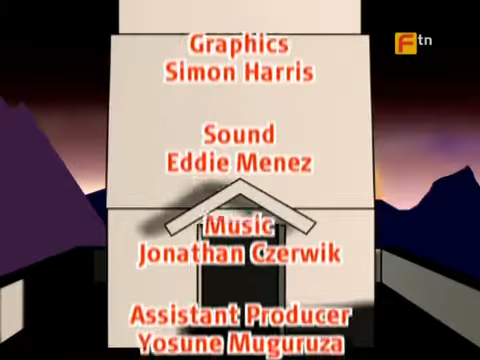 Ftn
Graphics
Simon Harris
Sound
Eddie Menez
Music
Jonathan Czerwik
Assistant Producer
Yosune Muguruza